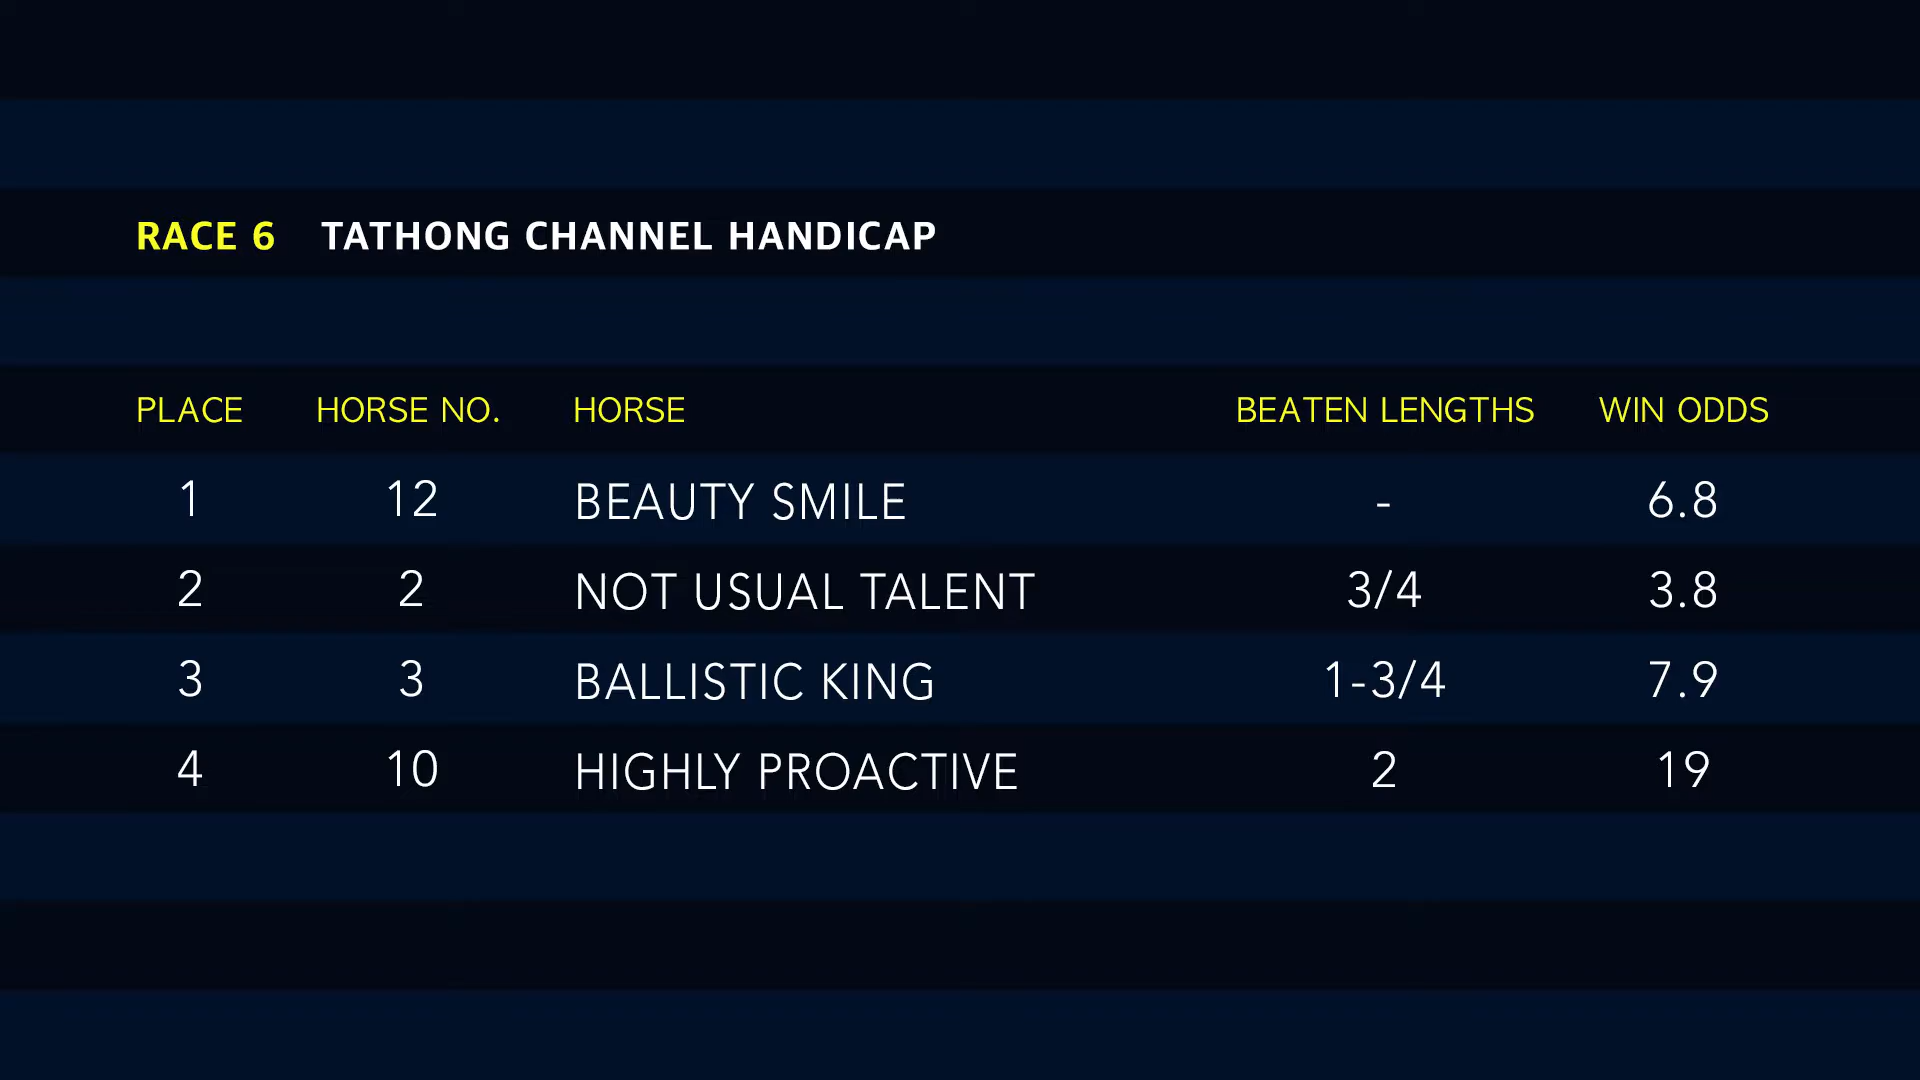 RACE 6 TATHONG CHANNEL HANDICAP
PLACE HORSE NO. HORSE BEATEN LENGTHS WIN ODDS
1 12 BEAUTY SMILE - 6.8
2 2 NOT USUAL TALENT 3/4 3.8
3 3 BALLISTIC KING 1-3/4 7.9
4 10 HIGHLY PROACTIVE 2 19